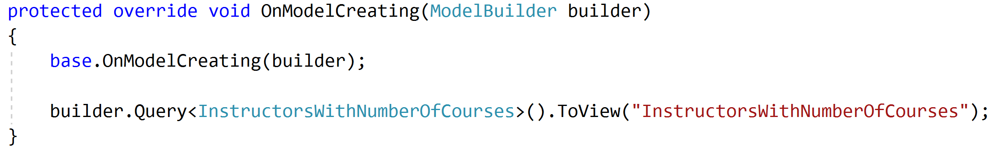 protected override void OnModelCreating(ModelBuilder builder)
{
    base.OnModelCreating(builder);
    builder.Query<InstructorsWithNumberOfCourses>().ToView("InstructorsWithNumberOfCourses");
}